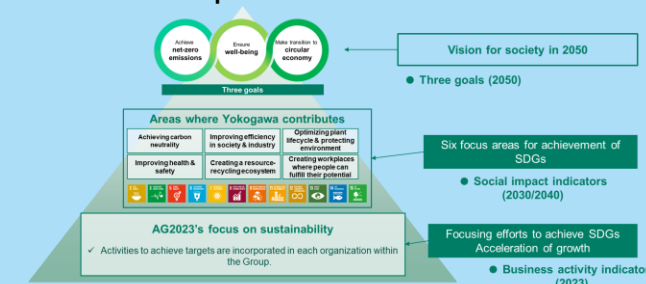 Achieve
net-zero
emissions
Ensure
well-being
Make transition to
circular
economy
Three goals
Vision for society in 2050
Three goals (2050)
Areas where Yokogawa contributes
Achieving carbon
neutrality
Improving efficiency
in society & industry
Optimizing plant
lifecycle & protecting
environment
Improving health &
safety
Creating a resource-
recycling ecosystem
Creating workplaces
where people can
fulfill their potential
Six focus areas for achievement of
SDGs
Social impact indicators
(2030/2040)
AG2023's focus on sustainability
✓ Activities to achieve targets are incorporated in each organization within
the Group.
Focusing efforts to achieve SDGs
Acceleration of growth
Business activity indicato
(2023)